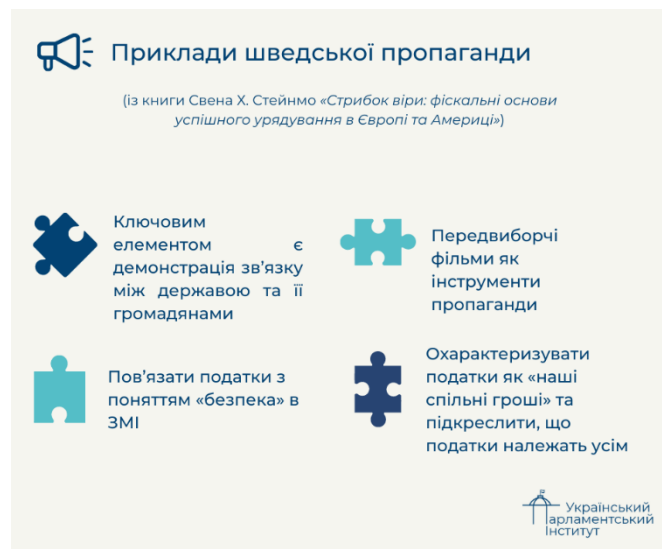 Приклади шведської пропаганди
(із книги Свена Х. Стейнмо «Стрибок віри: фіскальні основи
успішного урядування в Європі та Америці»)
Ключовим
елементом є
демонстрація зв’язку
між державою та її
громадянами
Передвиборчі
фільми як
інструменти
пропаганди
Пов’язати податки з
поняттям «безпека» в
ЗМІ
Охарактеризувати
податки як «наші
спільні гроші» та
підкреслити, що
податки належать усім
Український
Парламентський
Інститут